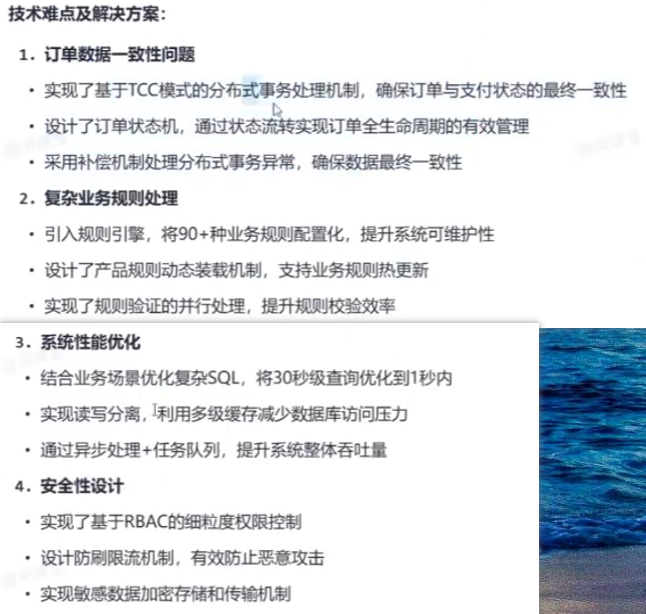 技术难点及解决方案：
1. 订单数据一致性问题
• 实现了基于TCC模式的分布式事务处理机制，确保订单与支付状态的最终一致性
• 设计了订单状态机，通过状态流转实现订单全生命周期的有效管理
• 采用补偿机制处理分布式事务异常，确保数据最终一致性
2. 复杂业务规则处理
• 引入规则引擎，将90+种业务规则配置化，提升系统可维护性
• 设计了产品规则动态装载机制，支持业务规则热更新
• 实现了规则验证的并行处理，提升规则校验效率
3. 系统性能优化
• 结合业务场景优化复杂SQL，将30秒级查询优化到1秒内
• 实现读写分离，利用多级缓存减少数据库访问压力
• 通过异步处理+任务队列，提升系统整体吞吐量
4. 安全性设计
• 实现了基于RBAC的细粒度权限控制
• 设计防刷限流机制，有效防止恶意攻击
• 实现敏感数据加密存储和传输机制